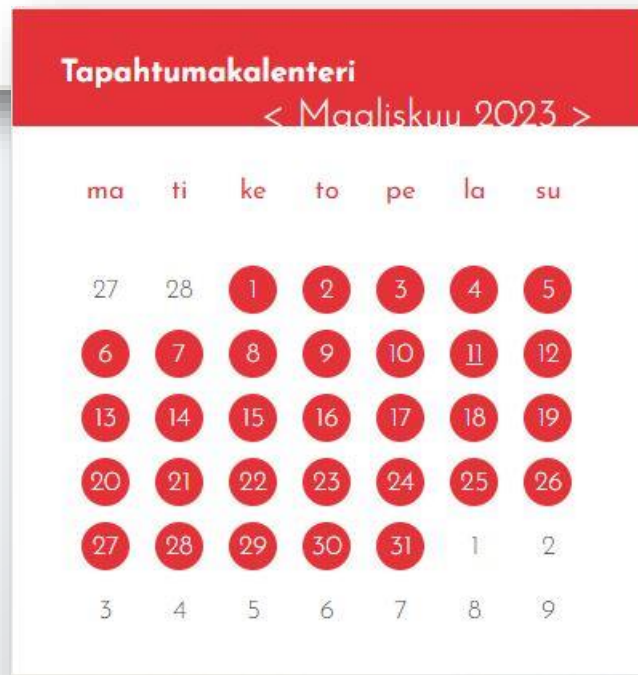 Tapahtumakalenteri
< Maaliskuu 2023 >
ma ti ke to pe la su
27 28 1 2 3 4 5
6 7 8 9 10 11 12
13 14 15 16 17 18 19
20 21 22 23 24 25 26
27 28 29 30 31 1 2
3 4 5 6 7 8 9